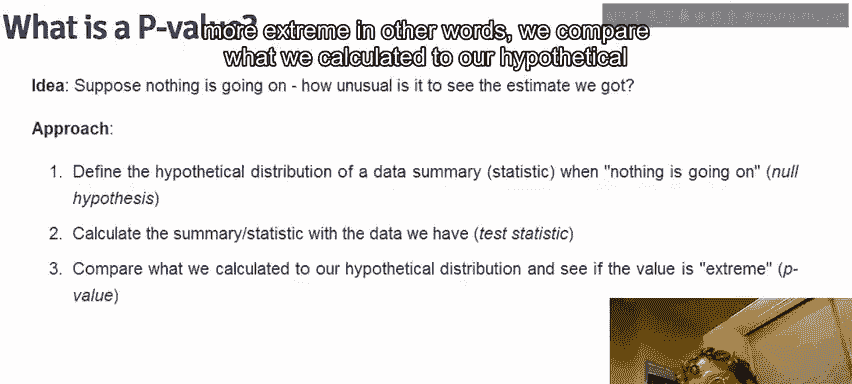 What is a P-value?
more extreme in other words, we compare
what we calculated to our hypothetical
Idea: Suppose nothing is going on - how unusual is it to see the estimate we got?
Approach:
1. Define the hypothetical distribution of a data summary (statistic) when "nothing is going on" (null
hypothesis)
2. Calculate the summary/statistic with the data we have (test statistic)
3. Compare what we calculated to our hypothetical distribution and see if the value is "extreme" (p-
value)